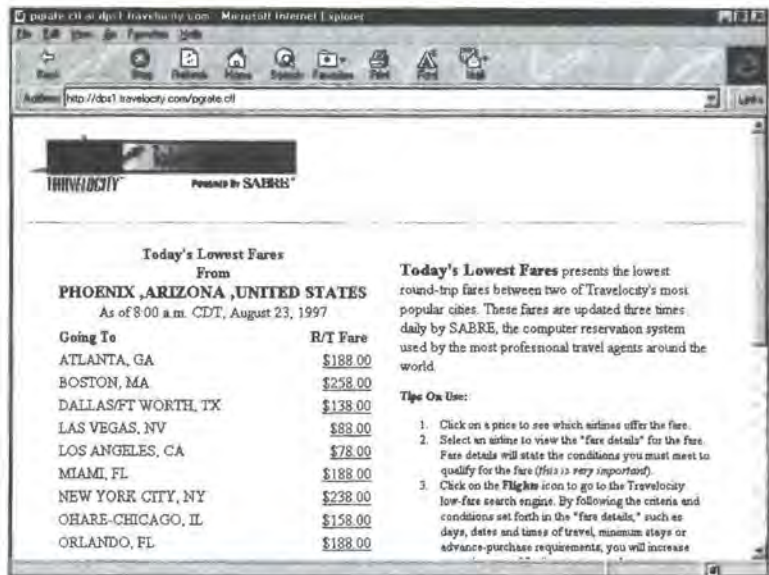 pgrate.ctl at dps1.travelocity.com - Microsoft Internet Explorer
File Edit View Go Favorites Help
Back Stop Refresh Home Search Favorites Print Font Mail
Address http://dps1.travelocity.com/pgrate.ctl Links
TRAVELOCITY Powered By SABRE
Today's Lowest Fares
From
PHOENIX ,ARIZONA ,UNITED STATES
As of 8:00 a.m. CDT, August 23, 1997
Going To R/T Fare
ATLANTA, GA $188.00
BOSTON, MA $258.00
DALLAS/FT WORTH, TX $138.00
LAS VEGAS, NV $88.00
LOS ANGELES, CA $78.00
MIAMI, FL $188.00
NEW YORK CITY, NY $238.00
OHARE-CHICAGO, IL $158.00
ORLANDO, FL $188.00
Today's Lowest Fares presents the lowest
round-trip fares between two of Travelocity's most
popular cities. These fares are updated three times
daily by SABRE, the computer reservation system
used by the most professional travel agents around the
world.
Tips On Use:
1. Click on a price to see which airlines offer the fare.
2. Select an airline to view the "fare details" for the fare.
Fare details will state the conditions you must meet to
qualify for the fare (this is very important).
3. Click on the Flights icon to go to the Travelocity
low-fare search engine. By following the criteria and
conditions set forth in the "fare details," such as
days, dates and times of travel, minimum stays or
advance-purchase requirements, you will increase